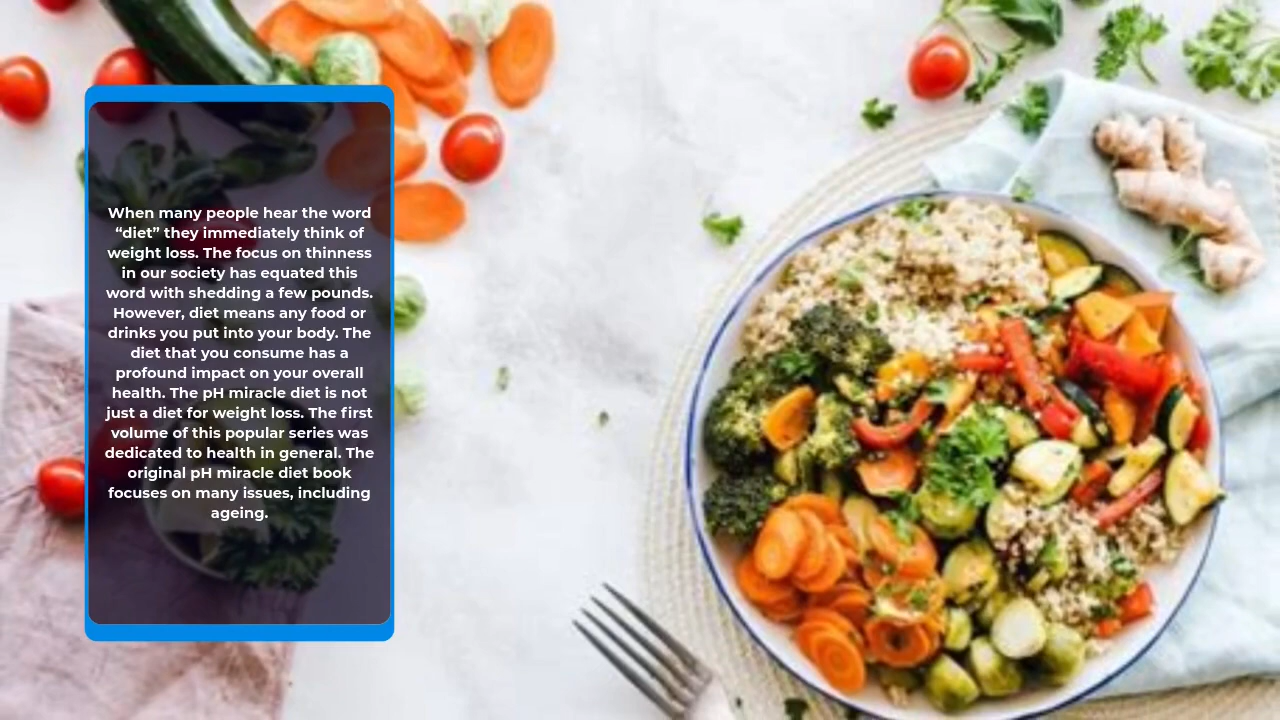 When many people hear the word
“diet” they immediately think of
weight loss. The focus on thinness
in our society has equated this
word with shedding a few pounds.
However, diet means any food or
drinks you put into your body. The
diet that you consume has a
profound impact on your overall
health. The pH miracle diet is not
just a diet for weight loss. The first
volume of this popular series was
dedicated to health in general. The
original pH miracle diet book
focuses on many issues, including
ageing.